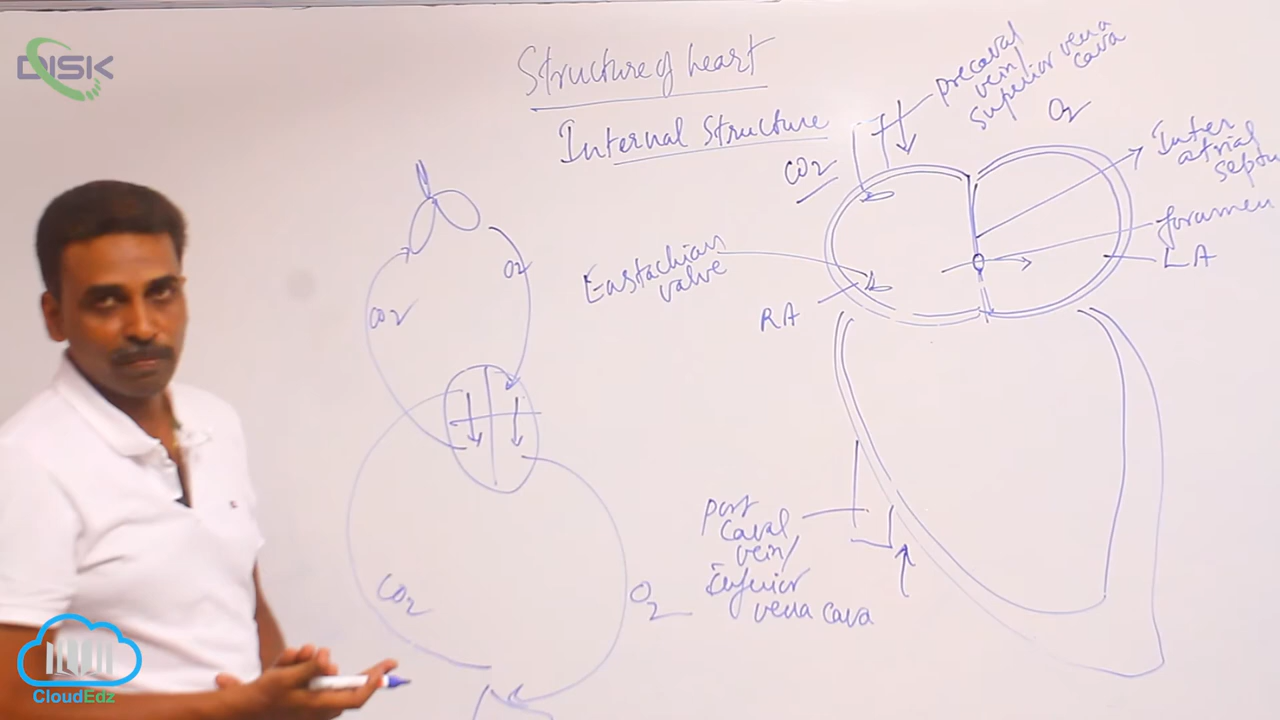 DISK
Structure of heart
Internal Structure
precaval
vein/
superior vena
cava
O2
CO2
Inter
atrial
septu
foramen
LA
Eustachian
valve
RA
O2
CO2
CO2
O2
post
caval
vein/
inferior
vena cava
CloudEdz